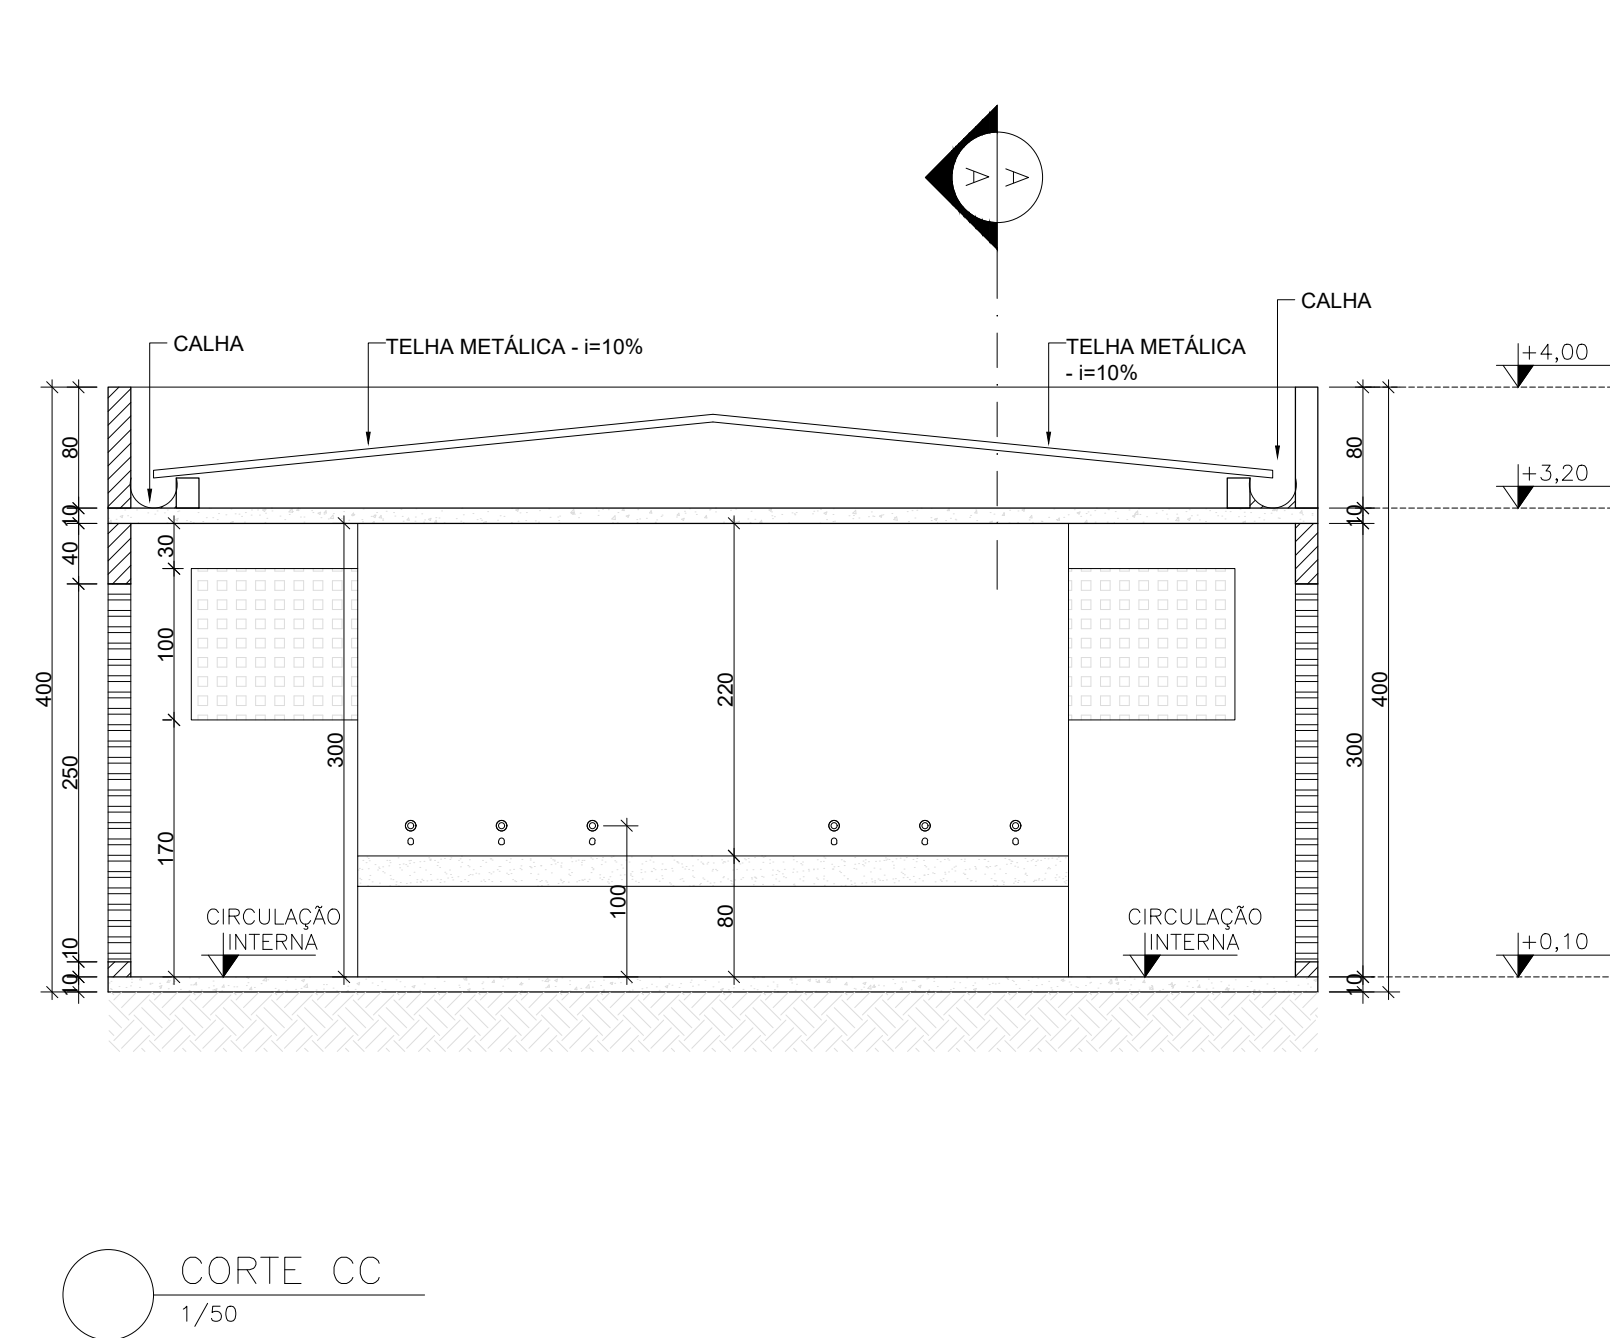 A A
CALHA
CALHA
TELHA METÁLICA - i=10%
TELHA METÁLICA
- i=10%
+4,00
80
80
+3,20
10
10
30
40
100
400
220
400
250
300
300
170
100
80
CIRCULAÇÃO
INTERNA
CIRCULAÇÃO
INTERNA
+0,10
10
10
10
CORTE CC
1/50